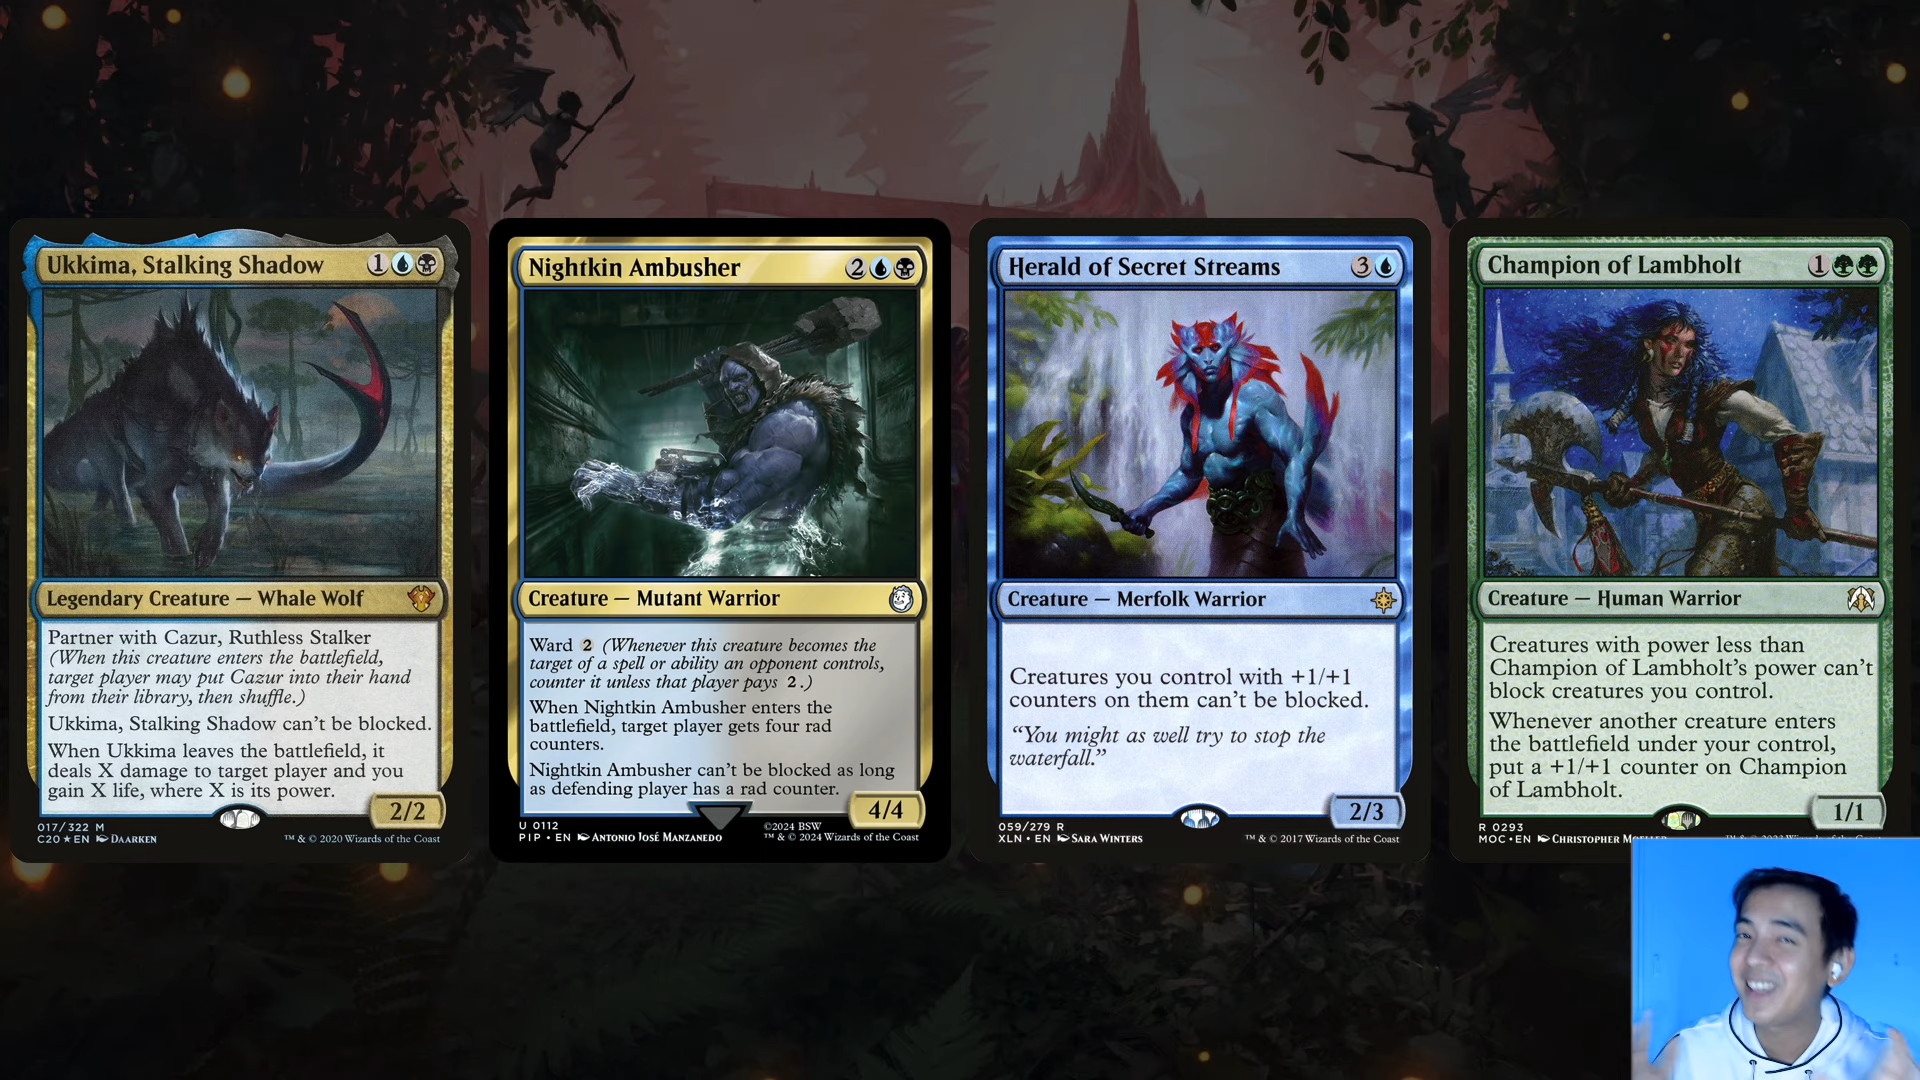 Ukkima, Stalking Shadow 1
Legendary Creature — Whale Wolf
Partner with Cazur, Ruthless Stalker
(When this creature enters the battlefield,
target player may put Cazur into their hand
from their library, then shuffle.)
Ukkima, Stalking Shadow can't be blocked.
When Ukkima leaves the battlefield, it
deals X damage to target player and you
gain X life, where X is its power.
2/2
017/322 M
C20★EN DAARKEN
™ & © 2020 Wizards of the Coast
Nightkin Ambusher 2
Creature — Mutant Warrior
Ward 2 (Whenever this creature becomes the
target of a spell or ability an opponent controls,
counter it unless that player pays 2.)
When Nightkin Ambusher enters the
battlefield, target player gets four rad
counters.
Nightkin Ambusher can't be blocked as long
as defending player has a rad counter.
4/4
U 0112
PIP • EN ANTONIO JOSÉ MANZANEDO
©2024 BSW
™ & © 2024 Wizards of the Coast
Herald of Secret Streams 3
Creature — Merfolk Warrior
Creatures you control with +1/+1
counters on them can't be blocked.
“You might as well try to stop the
waterfall.”
2/3
059/279 R
XLN • EN SARA WINTERS
™ & © 2017 Wizards of the Coast
Champion of Lambholt 1
Creature — Human Warrior
Creatures with power less than
Champion of Lambholt's power can't
block creatures you control.
Whenever another creature enters
the battlefield under your control,
put a +1/+1 counter on Champion
of Lambholt.
1/1
R 0293
MOC • EN CHRISTOPHER